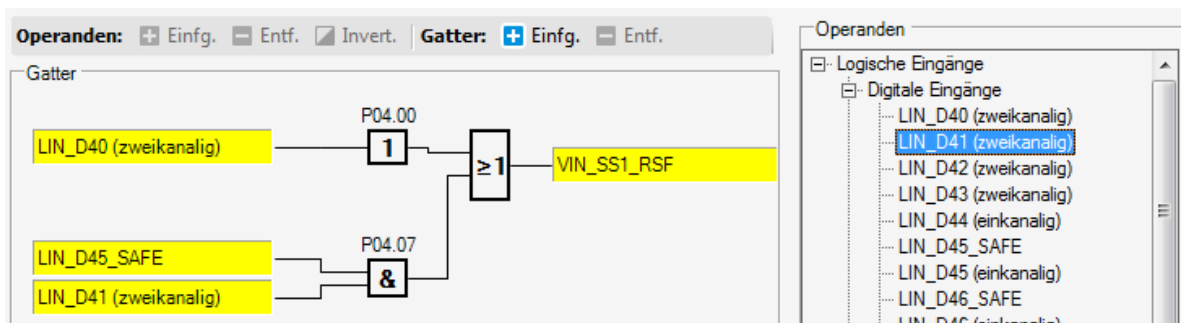 Operanden: Einfg. Entf. Invert. Gatter: Einfg. Entf.
Gatter
P04.00
LIN_D40 (zweikanalig)
1
≥1
VIN_SS1_RSF
P04.07
LIN_D45_SAFE
&
LIN_D41 (zweikanalig)
Operanden
Logische Eingänge
Digitale Eingänge
LIN_D40 (zweikanalig)
LIN_D41 (zweikanalig)
LIN_D42 (zweikanalig)
LIN_D43 (zweikanalig)
LIN_D44 (einkanalig)
LIN_D45_SAFE
LIN_D45 (einkanalig)
LIN_D46_SAFE